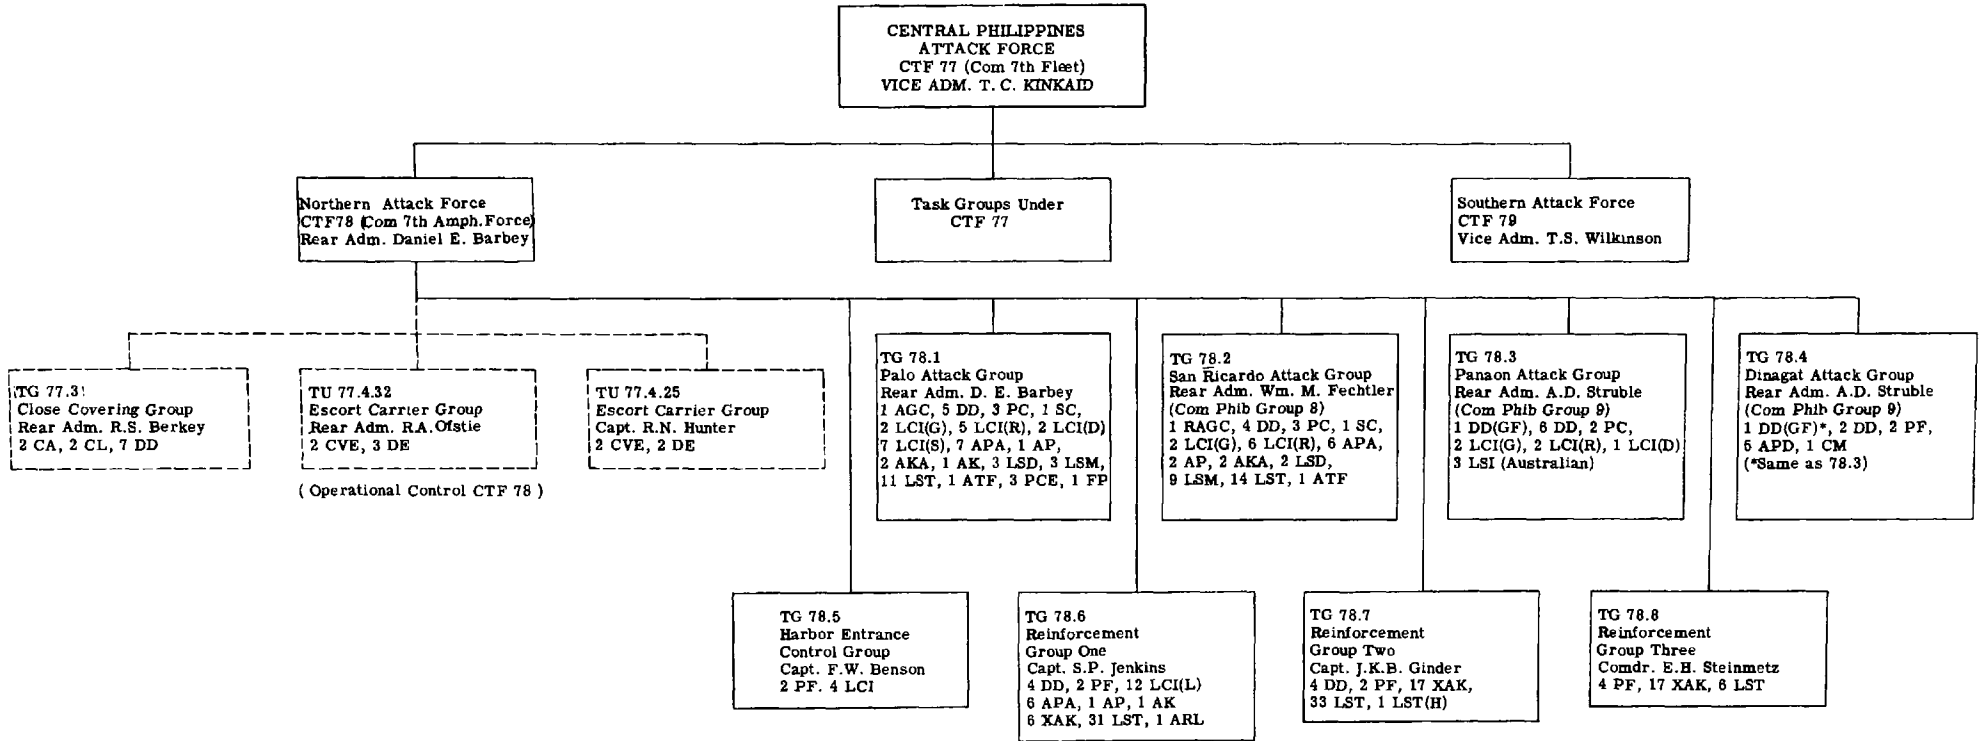 CENTRAL PHILIPPINES
ATTACK FORCE
CTF 77 (Com 7th Fleet)
VICE ADM. T. C. KINKAID
Northern Attack Force
CTF78 (Com 7th Amph.Force)
Rear Adm. Daniel E. Barbey
Task Groups Under
CTF 77
Southern Attack Force
CTF 79
Vice Adm. T.S. Wilkinson
TG 77.3
Close Covering Group
Rear Adm. R.S. Berkey
2 CA, 2 CL, 7 DD
TU 77.4.32
Escort Carrier Group
Rear Adm. R.A. Ofstie
2 CVE, 3 DE
( Operational Control CTF 78 )
TU 77.4.25
Escort Carrier Group
Capt. R.N. Hunter
2 CVE, 2 DE
TG 78.1
Palo Attack Group
Rear Adm. D. E. Barbey
1 AGC, 5 DD, 3 PC, 1 SC,
2 LCI(G), 5 LCI(R), 2 LCI(D)
7 LCI(S), 7 APA, 1 AP,
2 AKA, 1 AK, 3 LSD, 3 LSM,
11 LST, 1 ATF, 3 PCE, 1 FP
TG 78.2
San Ricardo Attack Group
Rear Adm. Wm. M. Fechtler
(Com Phib Group 8)
1 RAGC, 4 DD, 3 PC, 1 SC,
2 LCI(G), 6 LCI(R), 6 APA,
2 AP, 2 AKA, 2 LSD,
9 LSM, 14 LST, 1 ATF
TG 78.3
Panaon Attack Group
Rear Adm. A.D. Struble
(Com Phib Group 9)
1 DD(GF), 6 DD, 2 PC,
2 LCI(G), 2 LCI(R), 1 LCI(D)
3 LSI (Australian)
TG 78.4
Dinagat Attack Group
Rear Adm. A.D. Struble
(Com Phib Group 9)
1 DD(GF)*, 2 DD, 2 PF,
5 APD, 1 CM
(*Same as 78.3)
TG 78.5
Harbor Entrance
Control Group
Capt. F.W. Benson
2 PF. 4 LCI
TG 78.6
Reinforcement
Group One
Capt. S.P. Jenkins
4 DD, 2 PF, 12 LCI(L)
6 APA, 1 AP, 1 AK
6 XAK, 31 LST, 1 ARL
TG 78.7
Reinforcement
Group Two
Capt. J.K.B. Ginder
4 DD, 2 PF, 17 XAK,
33 LST, 1 LST(H)
TG 78.8
Reinforcement
Group Three
Comdr. E.H. Steinmetz
4 PF, 17 XAK, 6 LST